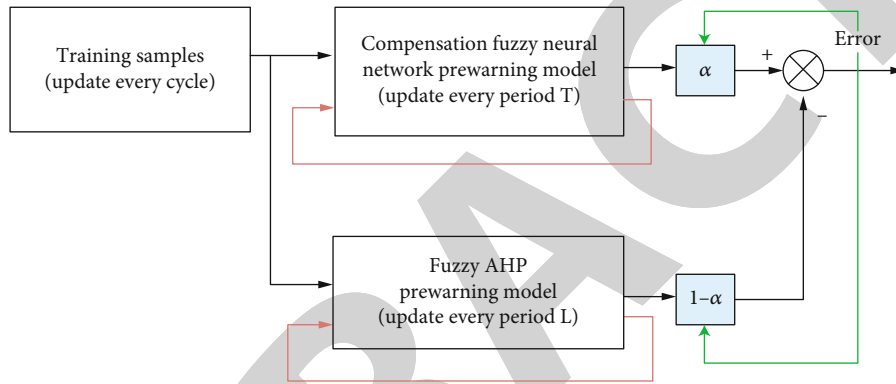 Training samples
(update every cycle)
Compensation fuzzy neural
network prewarning model
(update every period T)
α
+
Error
–
Fuzzy AHP
prewarning model
(update every period L)
1–α